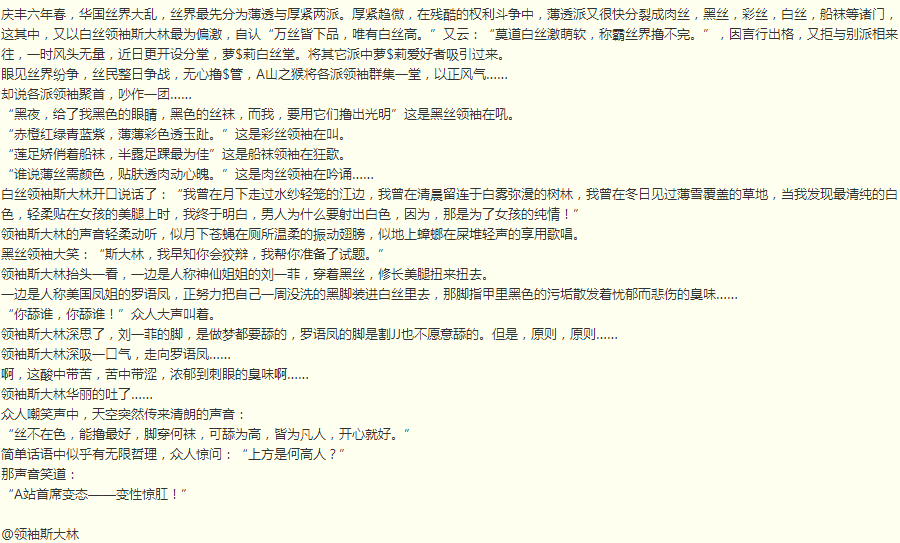 庆丰六年春，华国丝界大乱，丝界最先分为薄透与厚紧两派。厚紧趋微，在残酷的权利斗争中，薄透派又很快分裂成肉丝，黑丝，彩丝，白丝，船袜等诸门，
这其中，又以白丝领袖斯大林最为偏激，自认“万丝皆下品，唯有白丝高。”又云：“莫道白丝激萌软，称霸丝界撸不完。”，因言行出格，又拒与别派相来
往，一时风头无量，近日更开设分堂，萝$莉白丝堂。将其它派中萝$莉爱好者吸引过来。
眼见丝界纷争，丝民整日争战，无心撸$管，A山之猴将各派领袖群集一堂，以正风气……
却说各派领袖聚首，吵作一团……
“黑夜，给了我黑色的眼睛，黑色的丝袜，而我，要用它们撸出光明”这是黑丝领袖在吼。
“赤橙红绿青蓝紫，薄薄彩色透玉趾。”这是彩丝领袖在叫。
“莲足娇俏着船袜，半露足踝最为佳”这是船袜领袖在狂歌。
“谁说薄丝需颜色，贴肤透肉动心魄。”这是肉丝领袖在吟诵……
白丝领袖斯大林开口说话了：“我曾在月下走过水纱轻笼的江边，我曾在清晨留连于白雾弥漫的树林，我曾在冬日见过薄雪覆盖的草地，当我发现最清纯的白
色，轻柔贴在女孩的美腿上时，我终于明白，男人为什么要射出白色，因为，那是为了女孩的纯情！”
领袖斯大林的声音轻柔动听，似月下苍蝇在厕所温柔的振动翅膀，似地上蟑螂在屎堆轻声的享用歌唱。
黑丝领袖大笑：“斯大林，我早知你会狡辩，我帮你准备了试题。”
领袖斯大林抬头一看，一边是人称神仙姐姐的刘一菲，穿着黑丝，修长美腿扭来扭去。
一边是人称美国凤姐的罗语凤，正努力把自己一周没洗的黑脚装进白丝里去，那脚指甲里黑色的污垢散发着忧郁而悲伤的臭味……
“你舔谁，你舔谁！”众人大声叫着。
领袖斯大林深思了，刘一菲的脚，是做梦都要舔的，罗语凤的脚是割JJ也不愿意舔的。但是，原则，原则……
领袖斯大林深吸一口气，走向罗语凤……
啊，这酸中带苦，苦中带涩，浓郁到刺眼的臭味啊……
领袖斯大林华丽的吐了……
众人嘲笑声中，天空突然传来清朗的声音：
“丝不在色，能撸最好，脚穿何袜，可舔为高，皆为凡人，开心就好。”
简单话语中似乎有无限哲理，众人惊问：“上方是何高人？”
那声音笑道：
“A站首席变态——变性惊肛！”
@领袖斯大林